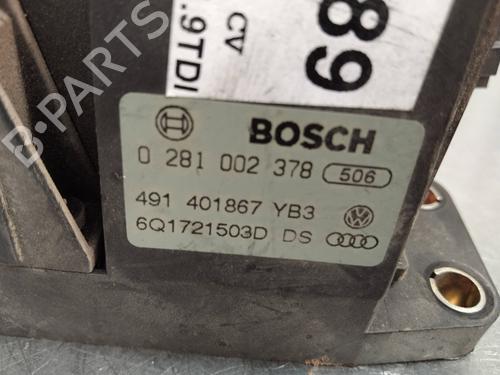 89
CV
.9TDI
BOSCH
0 281 002 378 506
491 401867 YB3
6Q1721503D DS
B-PARTS